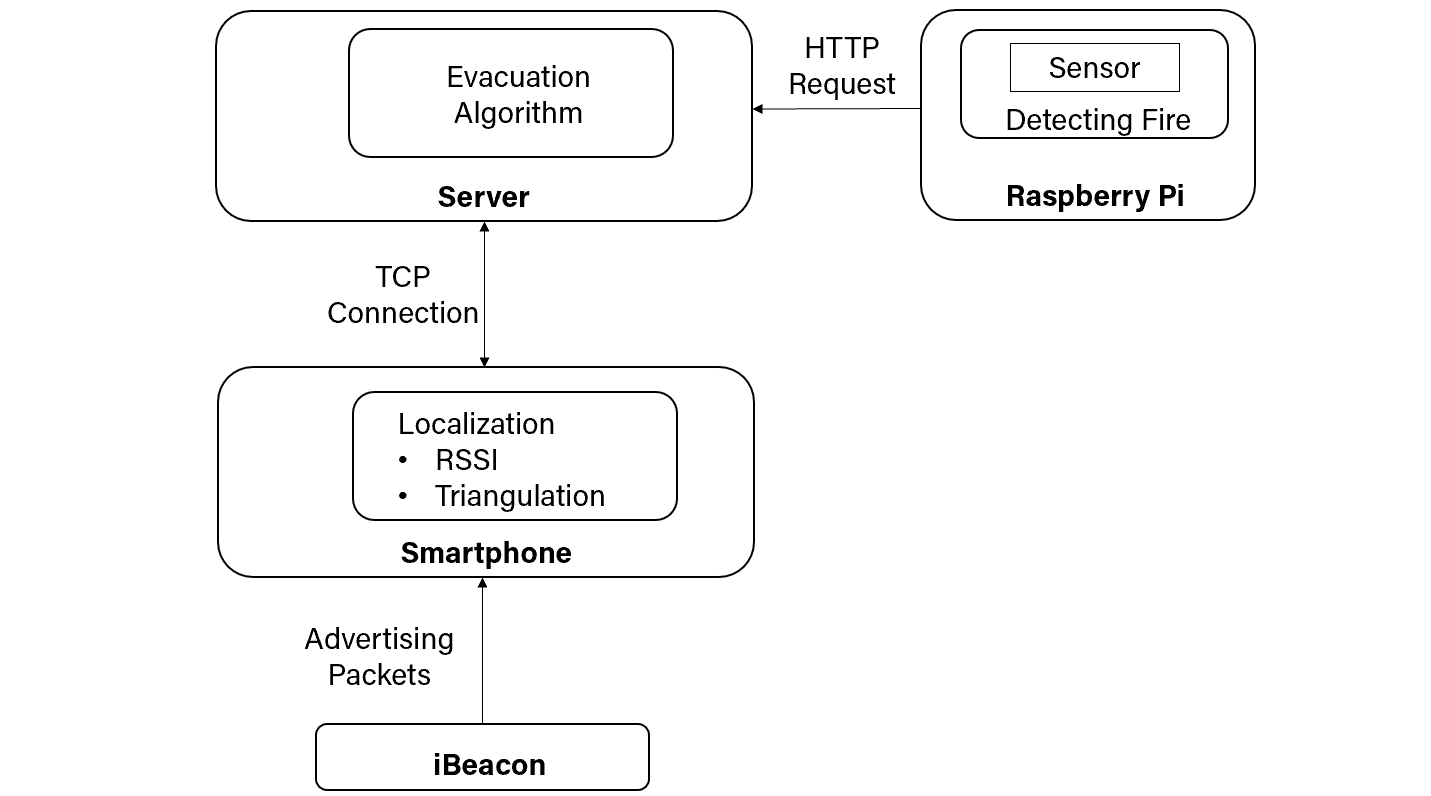 Evacuation
Algorithm
Server
HTTP
Request
Sensor
Detecting Fire
Raspberry Pi
TCP
Connection
Localization
• RSSI
• Triangulation
Smartphone
Advertising
Packets
iBeacon